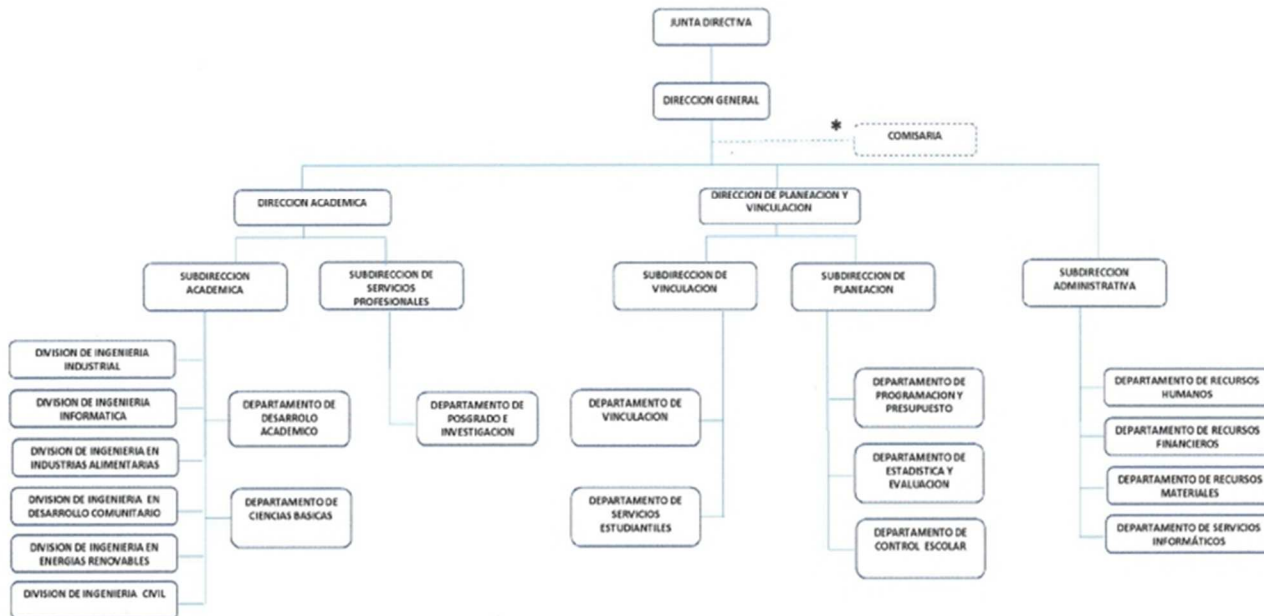 JUNTA DIRECTIVA
DIRECCION GENERAL
*
COMISARIA
DIRECCION ACADEMICA
DIRECCION DE PLANEACION Y
VINCULACION
SUBDIRECCION
ACADEMICA
SUBDIRECCION DE
SERVICIOS
PROFESIONALES
SUBDIRECCION DE
VINCULACION
SUBDIRECCION DE
PLANEACION
SUBDIRECCION
ADMINISTRATIVA
DIVISION DE INGENIERIA
INDUSTRIAL
DIVISION DE INGENIERIA
INFORMATICA
DIVISION DE INGENIERIA EN
INDUSTRIAS ALIMENTARIAS
DIVISION DE INGENIERIA EN
DESARROLLO COMUNITARIO
DIVISION DE INGENIERIA EN
ENERGIAS RENOVABLES
DIVISION DE INGENIERIA CIVIL
DEPARTAMENTO DE
DESARROLO
ACADEMICO
DEPARTAMENTO DE
CIENCIAS BASICAS
DEPARTAMENTO DE
POSGRADO E
INVESTIGACION
DEPARTAMENTO DE
VINCULACION
DEPARTAMENTO DE
SERVICIOS
ESTUDIANTILES
DEPARTAMENTO DE
PROGRAMACION Y
PRESUPUESTO
DEPARTAMENTO DE
ESTADISTICA Y
EVALUACION
DEPARTAMENTO DE
CONTROL ESCOLAR
DEPARTAMENTO DE RECURSOS
HUMANOS
DEPARTAMENTO DE RECURSOS
FINANCIEROS
DEPARTAMENTO DE RECURSOS
MATERIALES
DEPARTAMENTO DE SERVICIOS
INFORMÁTICOS